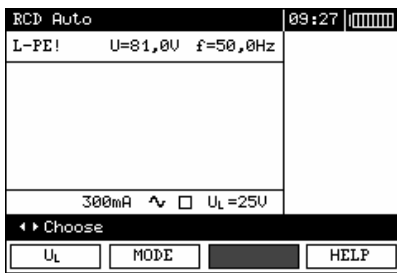 RCD Auto 09:27
L-PE! U=81,0V f=50,0Hz
300mA UL=25V
Choose
UL MODE HELP